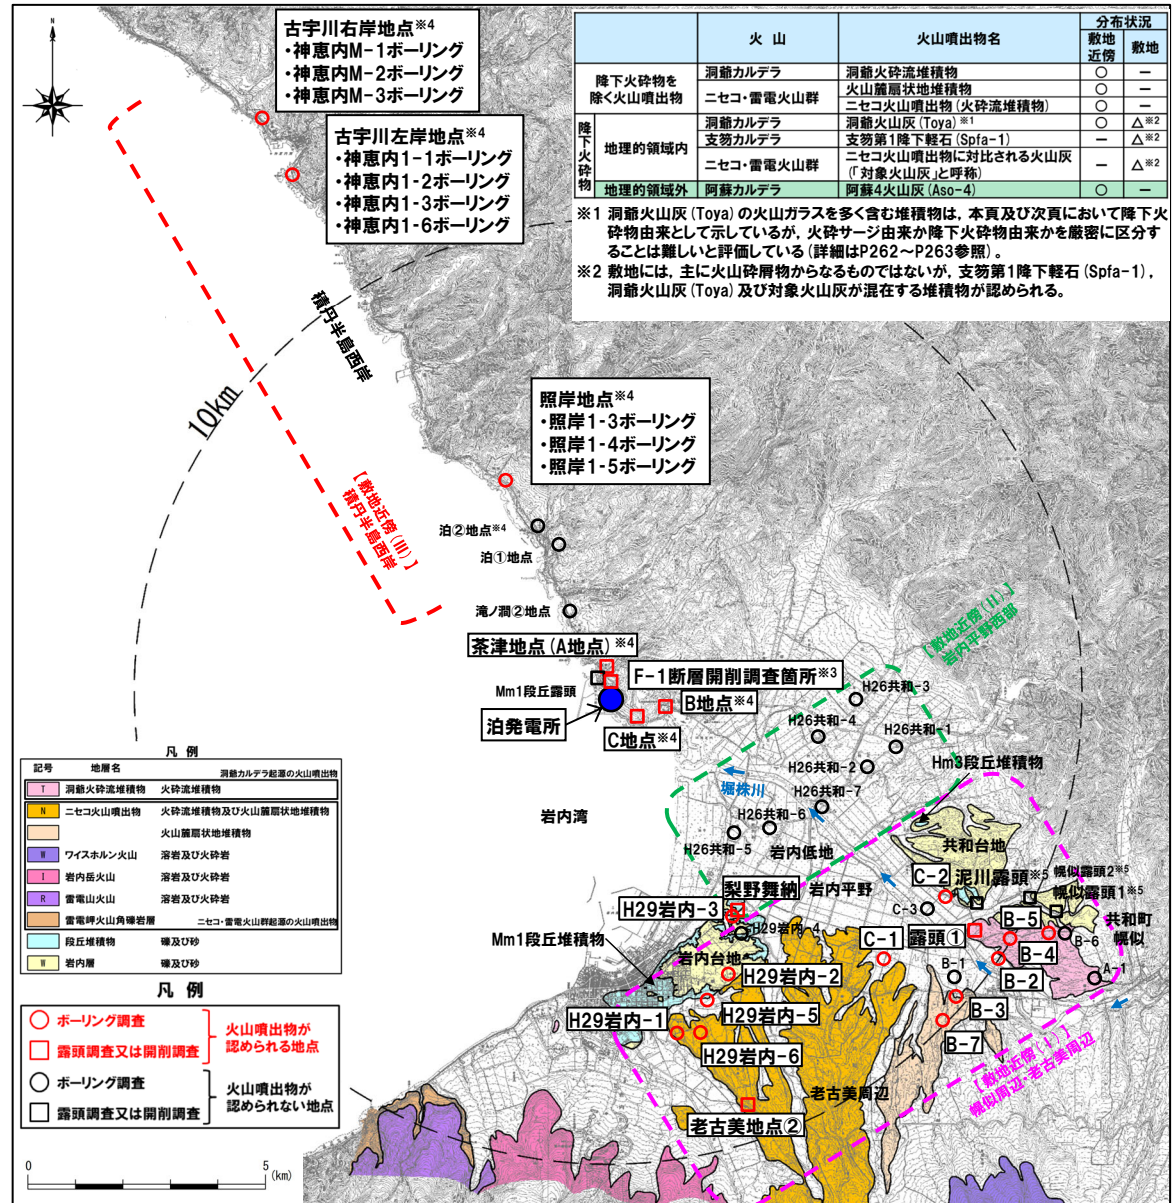 古宇川右岸地点※4
・神恵内M-1ボーリング
・神恵内M-2ボーリング
・神恵内M-3ボーリング
古宇川左岸地点※4
・神恵内1-1ボーリング
・神恵内1-2ボーリング
・神恵内1-3ボーリング
・神恵内1-6ボーリング
火山 火山噴出物名 分布状況
敷地近傍 敷地
降下火砕物を除く火山噴出物 洞爺カルデラ 洞爺火砕流堆積物 ○ －
ニセコ・雷電火山群 火山麓扇状地堆積物 ○ －
ニセコ火山噴出物(火砕流堆積物) ○ －
降下火砕物 地理的領域内 洞爺カルデラ 洞爺火山灰(Toya)※1 ○ △※2
支笏カルデラ 支笏第1降下軽石(Spfa-1) － △※2
ニセコ・雷電火山群 ニセコ火山噴出物に対比される火山灰(「対象火山灰」と呼称) － △※2
地理的領域外 阿蘇カルデラ 阿蘇4火山灰(Aso-4) ○ －
※1 洞爺火山灰(Toya)の火山ガラスを多く含む堆積物は，本頁及び次頁において降下火
砕物由来として示しているが，火砕サージ由来か降下火砕物由来かを厳密に区分す
ることは難しいと評価している(詳細はP262～P263参照)。
※2 敷地には，主に火山砕屑物からなるものではないが，支笏第1降下軽石(Spfa-1)，
洞爺火山灰(Toya)及び対象火山灰が混在する堆積物が認められる。
積丹半島西岸
10km
【敷地近傍(Ⅲ)】
積丹半島西岸
照岸地点※4
・照岸1-3ボーリング
・照岸1-4ボーリング
・照岸1-5ボーリング
泊②地点※4
泊①地点
滝ノ澗②地点
茶津地点(A地点)※4
F-1断層開削調査箇所※3
Mm1段丘露頭
B地点※4
泊発電所
C地点※4
【敷地近傍(Ⅱ)】
岩内平野西部
H26共和-3
H26共和-4
H26共和-1
H26共和-2
Hm3段丘堆積物
堀株川
H26共和-7
H26共和-6
H26共和-5
岩内湾
岩内低地
岩内平野
共和台地
C-2
泥川露頭※5
幌似露頭2※5
幌似露頭1※5
共和町
幌似
梨野舞納
H29岩内-3
H29岩内-4
C-3
C-1
露頭①
B-5
B-4
B-6
B-2
B-1
A-1
B-3
B-7
Mm1段丘堆積物
岩内台地
H29岩内-2
H29岩内-1
H29岩内-5
H29岩内-6
老古美周辺
老古美地点②
【敷地近傍(Ⅰ)】
幌似周辺・老古美周辺
凡例
記号 地層名 洞爺カルデラ起源の火山噴出物
T 洞爺火砕流堆積物 火砕流堆積物
N ニセコ火山噴出物 火砕流堆積物及び火山麓扇状地堆積物
火山麓扇状地堆積物
W ワイスホルン火山 溶岩及び火砕岩
I 岩内岳火山 溶岩及び火砕岩
R 雷電山火山 溶岩及び火砕岩
雷電岬火山角礫岩層 ニセコ・雷電火山群起源の火山噴出物
段丘堆積物 礫及び砂
W 岩内層 礫及び砂
凡例
ボーリング調査
露頭調査又は開削調査
火山噴出物が
認められる地点
ボーリング調査
露頭調査又は開削調査
火山噴出物が
認められない地点
0 5 (km)